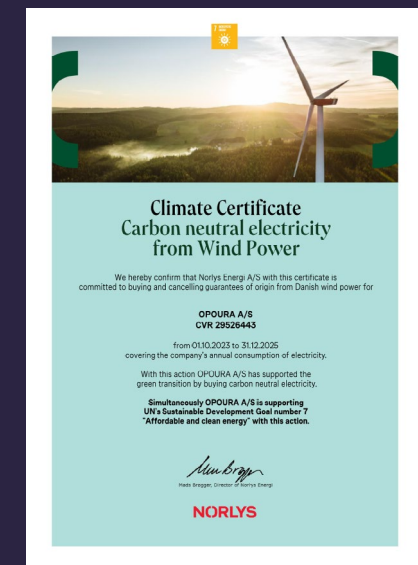 Climate Certificate
Carbon neutral electricity
from Wind Power
We hereby confirm that Norlys Energi A/S with this certificate is
committed to buying and cancelling guarantees of origin from Danish wind power for
OPOURA A/S
CVR 29526443
from 01.10.2023 to 31.12.2025
covering the company's annual consumption of electricity.
With this action OPOURA A/S has supported the
green transition by buying carbon neutral electricity.
Simultaneously OPOURA A/S is supporting
UN's Sustainable Development Goal number 7
"Affordable and clean energy" with this action.
Mads Brøgger, Director of Norlys Energi
NORLYS